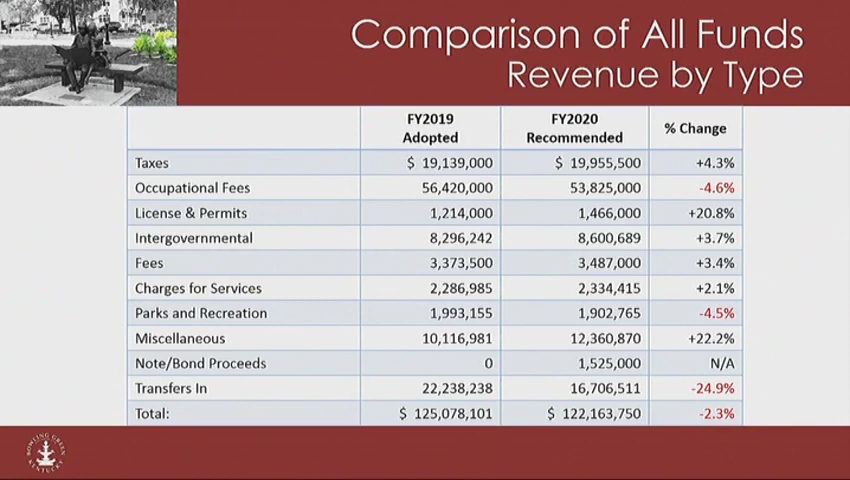 Comparison of All Funds
Revenue by Type
FY2019 Adopted FY2020 Recommended % Change
Taxes $ 19,139,000 $ 19,955,500 +4.3%
Occupational Fees 56,420,000 53,825,000 -4.6%
License & Permits 1,214,000 1,466,000 +20.8%
Intergovernmental 8,296,242 8,600,689 +3.7%
Fees 3,373,500 3,487,000 +3.4%
Charges for Services 2,286,985 2,334,415 +2.1%
Parks and Recreation 1,993,155 1,902,765 -4.5%
Miscellaneous 10,116,981 12,360,870 +22.2%
Note/Bond Proceeds 0 1,525,000 N/A
Transfers In 22,238,238 16,706,511 -24.9%
Total: $ 125,078,101 $ 122,163,750 -2.3%
BOWLING GREEN
KENTUCKY